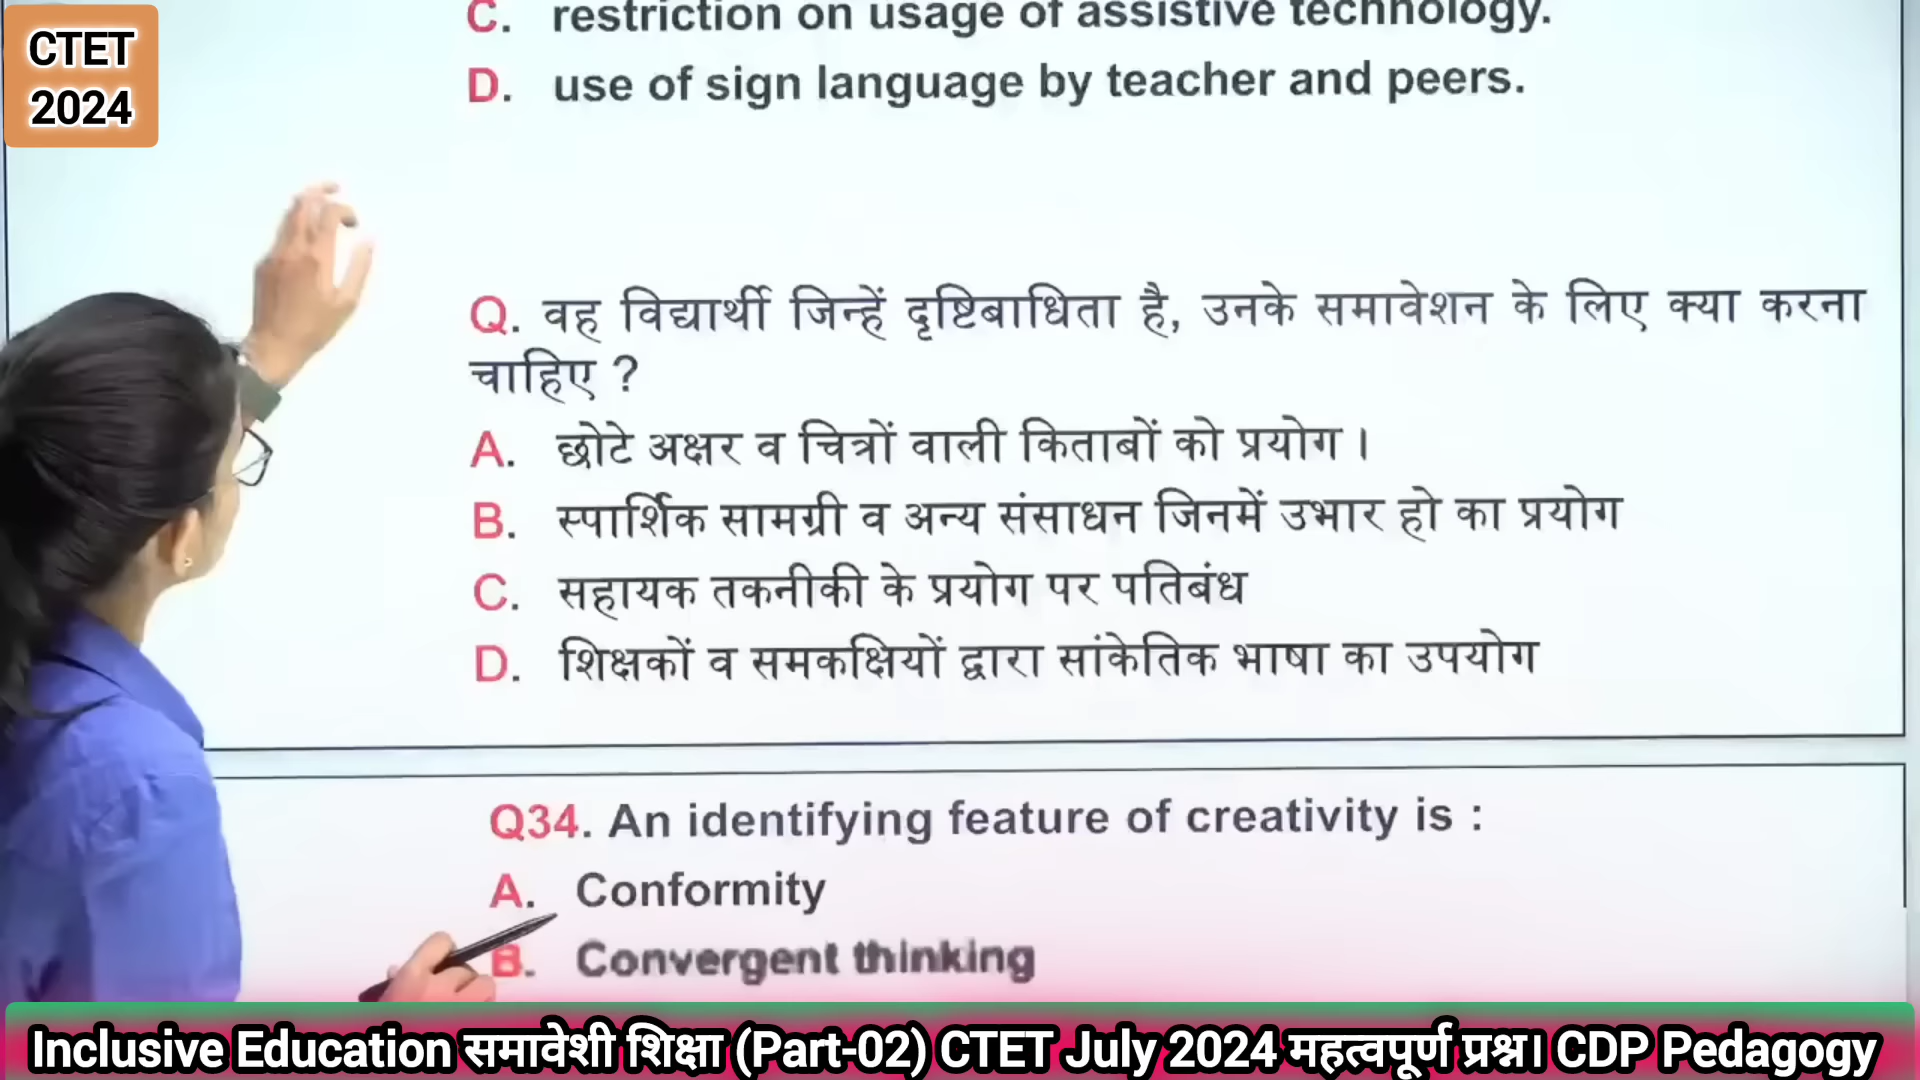 CTET
2024
C. restriction on usage of assistive technology.
D. use of sign language by teacher and peers.
Q. वह विद्यार्थी जिन्हें दृष्टिबाधिता है, उनके समावेशन के लिए क्या करना
चाहिए ?
A. छोटे अक्षर व चित्रों वाली किताबों को प्रयोग ।
B. स्पार्शिक सामग्री व अन्य संसाधन जिनमें उभार हो का प्रयोग
C. सहायक तकनीकी के प्रयोग पर पतिबंध
D. शिक्षकों व समकक्षियों द्वारा सांकेतिक भाषा का उपयोग
Q34. An identifying feature of creativity is :
A. Conformity
B. Convergent thinking
Inclusive Education समावेशी शिक्षा (Part-02) CTET July 2024 महत्वपूर्ण प्रश्न। CDP Pedagogy